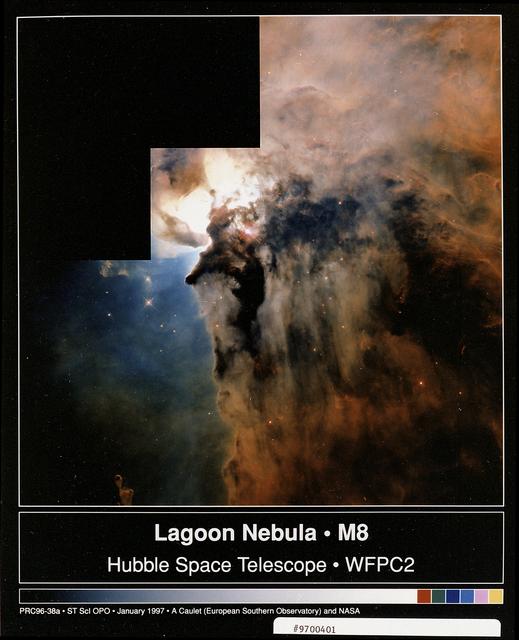 Lagoon Nebula • M8
Hubble Space Telescope • WFPC2
PRC96-38a • ST ScI OPO • January 1997 • A Caulet (European Southern Observatory) and NASA
#9700401